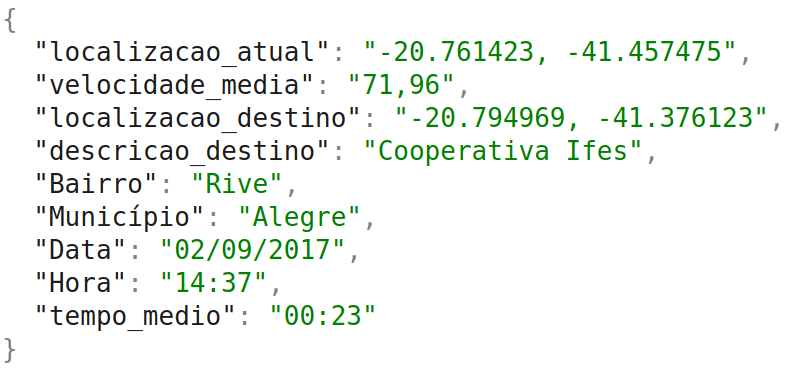 {
  "localizacao_atual": "-20.761423, -41.457475",
  "velocidade_media": "71,96",
  "localizacao_destino": "-20.794969, -41.376123",
  "descricao_destino": "Cooperativa Ifes",
  "Bairro": "Rive",
  "Município": "Alegre",
  "Data": "02/09/2017",
  "Hora": "14:37",
  "tempo_medio": "00:23"
}